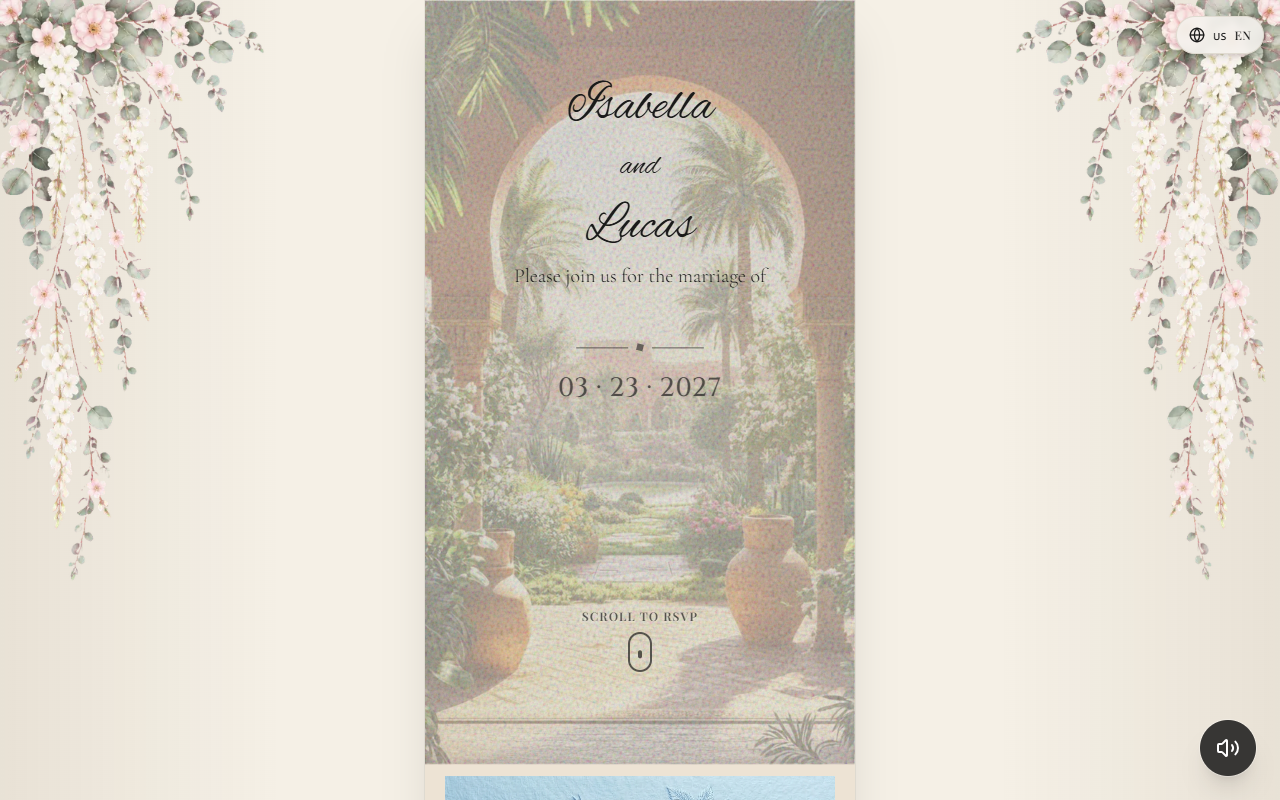 us EN
Isabella
and
Lucas
Please join us for the marriage of
03 · 23 · 2027
SCROLL TO RSVP